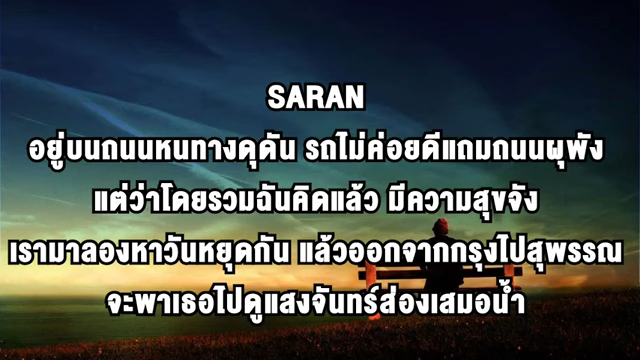 SARAN
อยู่บนถนนหนทางดุดัน รถไม่ค่อยดีแถมถนนผุพัง
แต่ว่าโดยรวมฉันคิดแล้ว มีความสุขจัง
เรามาลองหาวันหยุดกัน แล้วออกจากกรุงไปสุพรรณ
จะพาเธอไปดูแสงจันทร์ส่องเสมอน้ำ